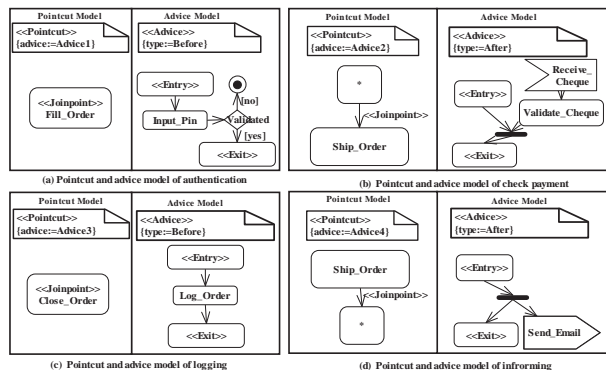 Pointcut Model
Advice Model
<<Pointcut>>
{advice:=Advice1}
<<Advice>>
{type:=Before}
<<Joinpoint>>
Fill_Order
<<Entry>>
[no]
Input_Pin
Validated
[yes]
<<Exit>>
(a) Pointcut and advice model of authentication
Pointcut Model
Advice Model
<<Pointcut>>
{advice:=Advice2}
<<Advice>>
{type:=After}
*
<<Joinpoint>>
Ship_Order
Receive_
Cheque
<<Entry>>
Validate_Cheque
<<Exit>>
(b) Pointcut and advice model of check payment
Pointcut Model
Advice Model
<<Pointcut>>
{advice:=Advice3}
<<Advice>>
{type:=Before}
<<Joinpoint>>
Close_Order
<<Entry>>
Log_Order
<<Exit>>
(c) Pointcut and advice model of logging
Pointcut Model
Advice Model
<<Pointcut>>
{advice:=Advice4}
<<Advice>>
{type:=After}
Ship_Order
<<Joinpoint>>
*
<<Entry>>
<<Exit>>
Send_Email
(d) Pointcut and advice model of infrorming